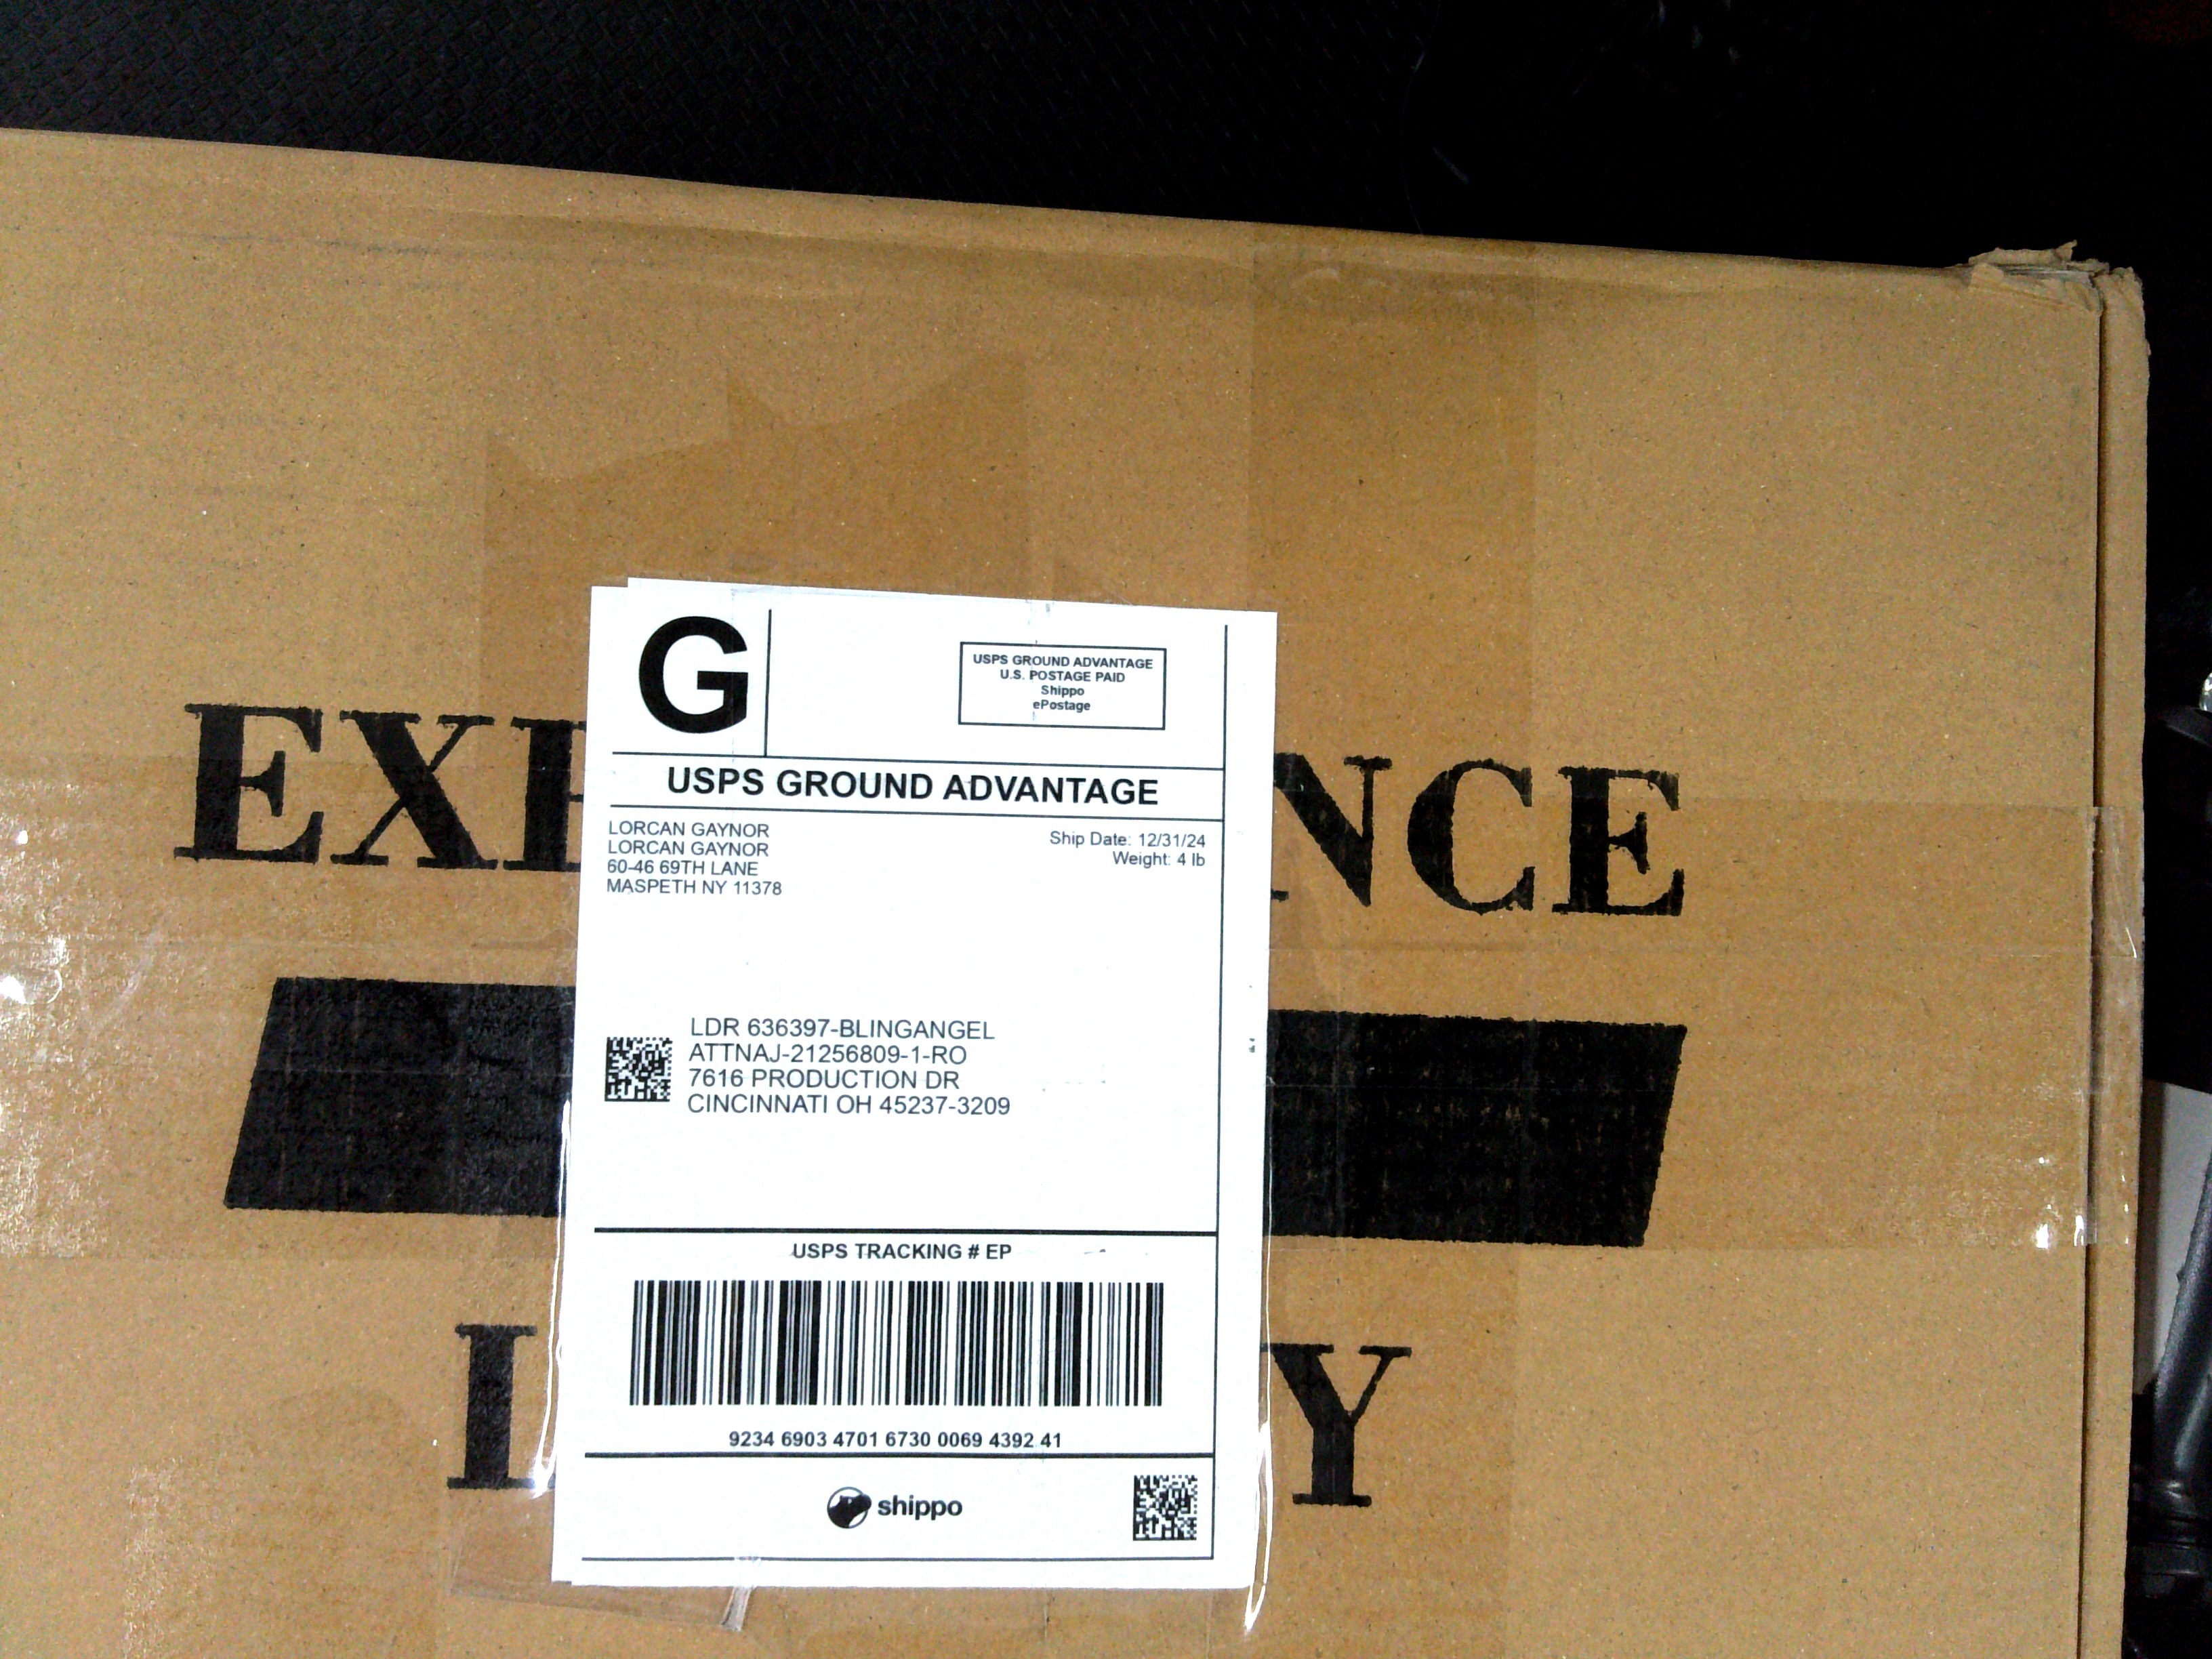 G
USPS GROUND ADVANTAGE
U.S. POSTAGE PAID
Shippo
ePostage
USPS GROUND ADVANTAGE
LORCAN GAYNOR
LORCAN GAYNOR
60-46 69TH LANE
MASPETH NY 11378
Ship Date: 12/31/24
Weight: 4 lb
LDR 636397-BLINGANGEL
ATTNAJ-21256809-1-RO
7616 PRODUCTION DR
CINCINNATI OH 45237-3209
USPS TRACKING # EP
9234 6903 4701 6730 0069 4392 41
shippo